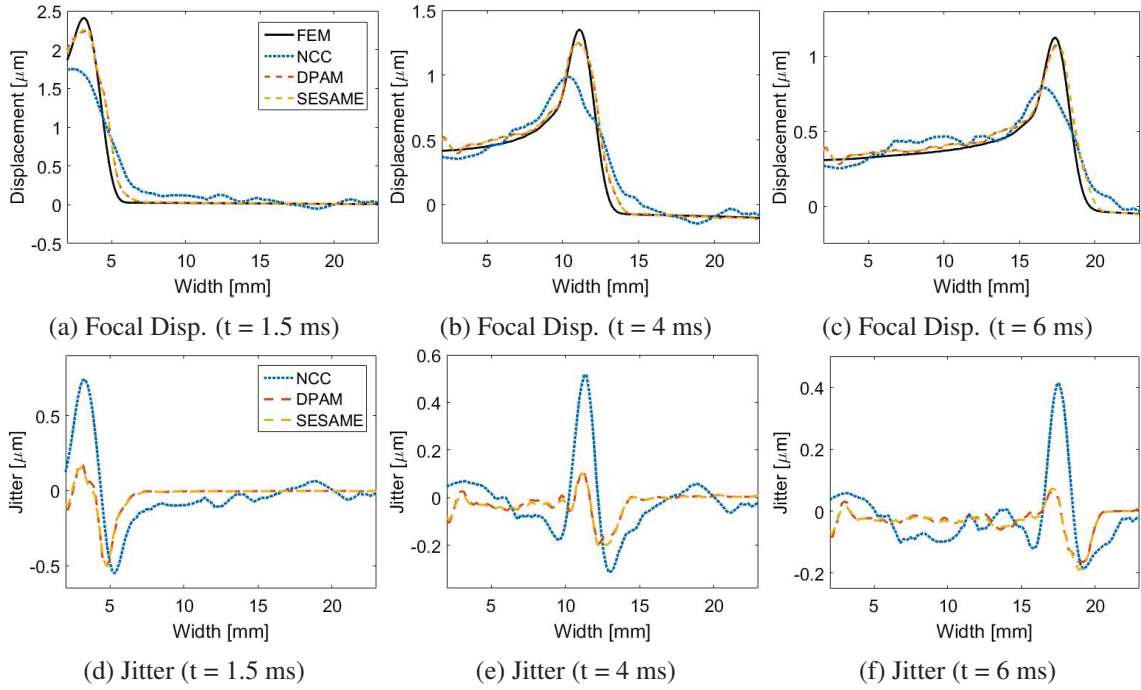 2.5
2
1.5
1
0.5
0
-0.5
Displacement [μm]
FEM
NCC
DPAM
SESAME
5 10 15 20
Width [mm]
(a) Focal Disp. (t = 1.5 ms)
1.5
1
0.5
0
Displacement [μm]
5 10 15 20
Width [mm]
(b) Focal Disp. (t = 4 ms)
1
0.5
0
Displacement [μm]
5 10 15 20
Width [mm]
(c) Focal Disp. (t = 6 ms)
0.5
0
-0.5
Jitter [μm]
NCC
DPAM
SESAME
5 10 15 20
Width [mm]
(d) Jitter (t = 1.5 ms)
0.6
0.4
0.2
0
-0.2
Jitter [μm]
5 10 15 20
Width [mm]
(e) Jitter (t = 4 ms)
0.4
0.2
0
-0.2
Jitter [μm]
5 10 15 20
Width [mm]
(f) Jitter (t = 6 ms)